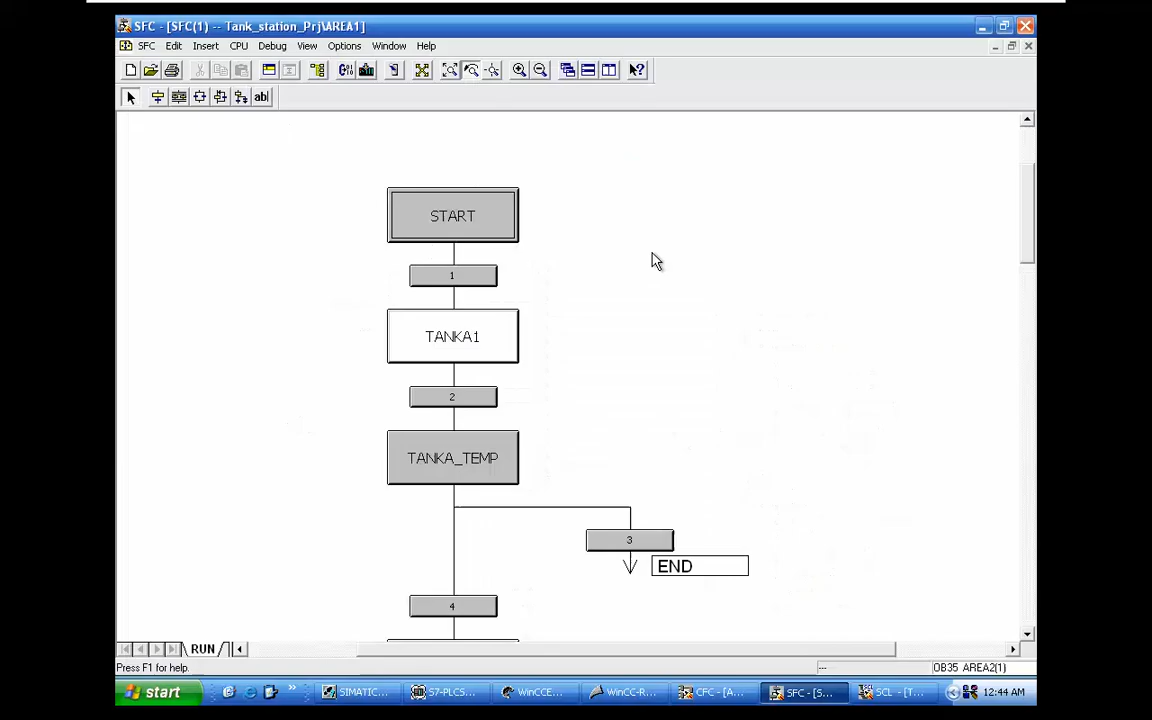 SFC - [SFC(1) -- Tank_station_Prj\AREA1]
SFC Edit Insert CPU Debug View Options Window Help
abl
START
1
TANKA1
2
TANKA_TEMP
3
END
4
RUN
Press F1 for help.
---
OB35 AREA2(1)
start
SIMATIC...
S7-PLCS...
WinCCE...
WinCC-R...
CFC - [A...
SFC - [S...
SCL - [T...
12:44 AM